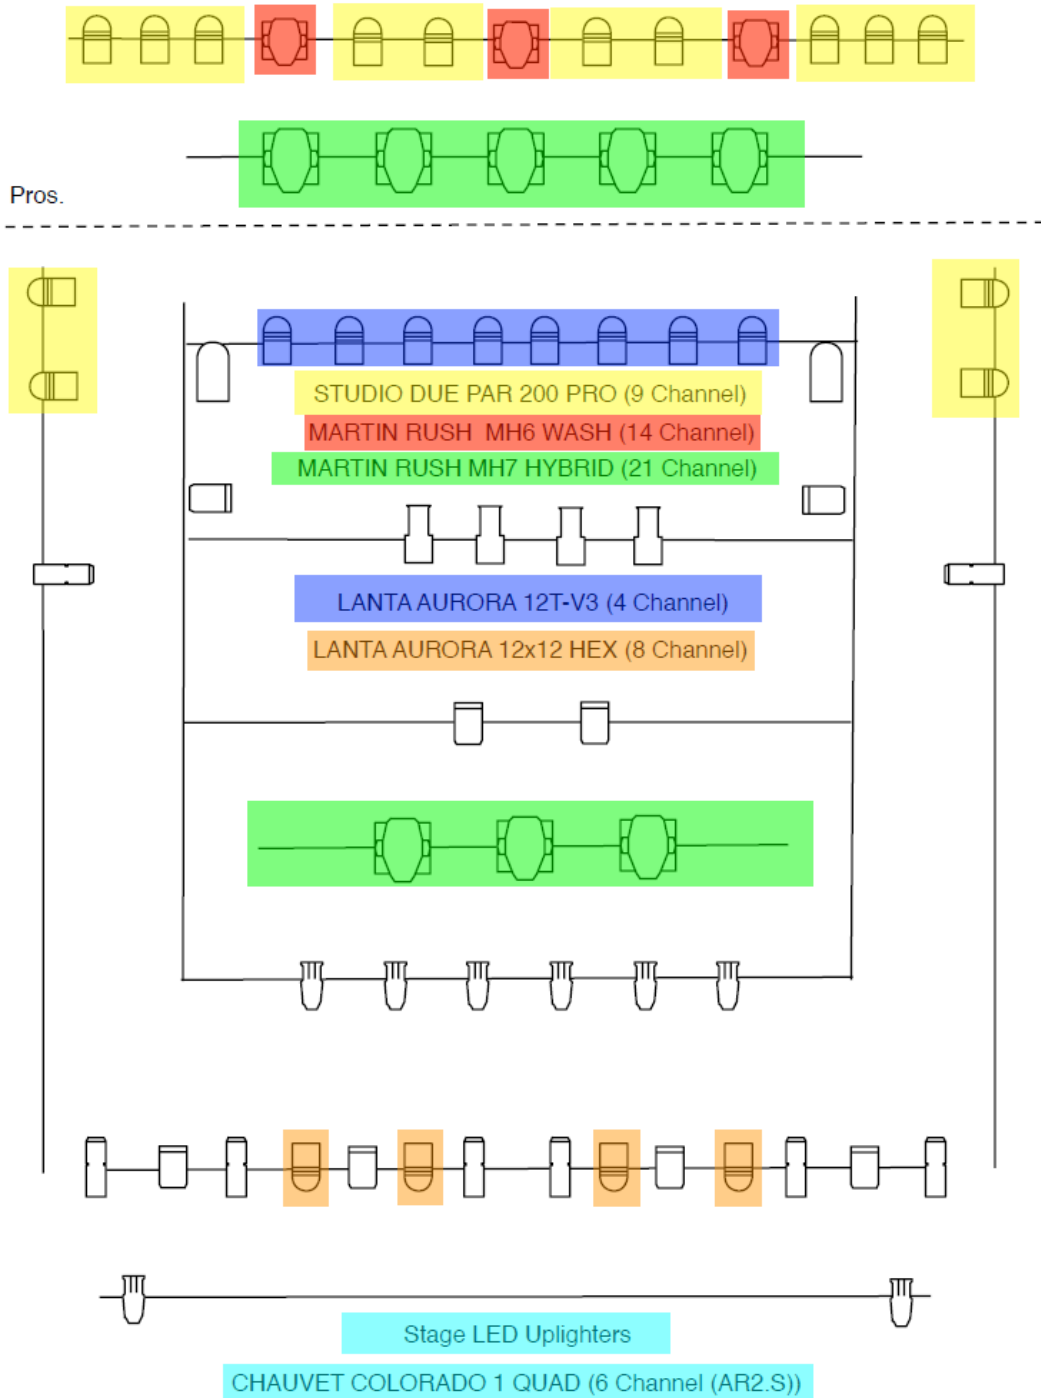 Pros.
STUDIO DUE PAR 200 PRO (9 Channel)
MARTIN RUSH  MH6 WASH (14 Channel)
MARTIN RUSH MH7 HYBRID (21 Channel)
LANTA AURORA 12T-V3 (4 Channel)
LANTA AURORA 12x12 HEX (8 Channel)
Stage LED Uplighters
CHAUVET COLORADO 1 QUAD (6 Channel (AR2.S))